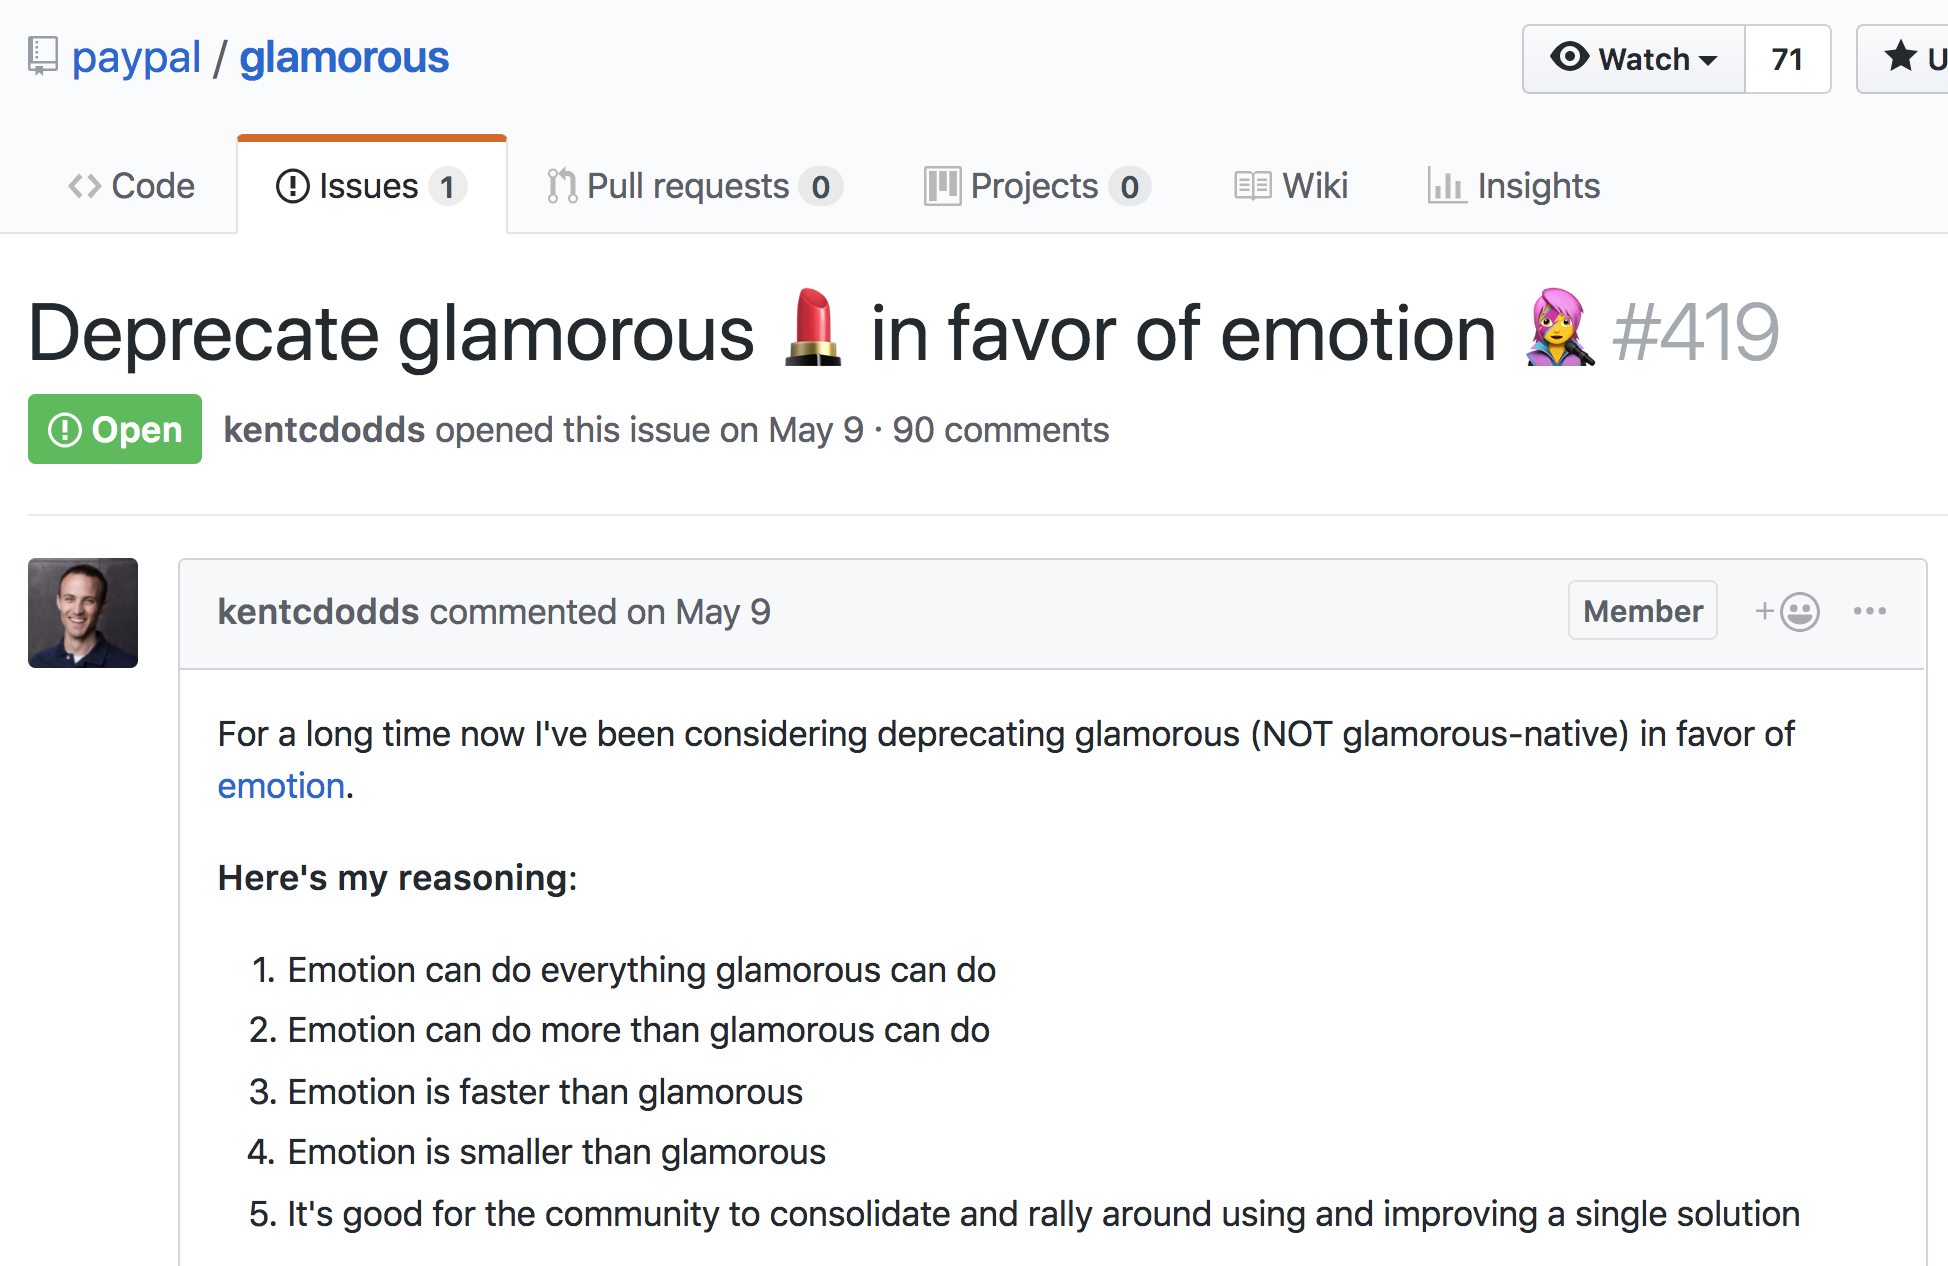 paypal / glamorous
Watch 71
Code Issues 1 Pull requests 0 Projects 0 Wiki Insights
Deprecate glamorous 💄 in favor of emotion 👩‍🎤 #419
Open kentcdodds opened this issue on May 9 · 90 comments
kentcdodds commented on May 9 Member
For a long time now I've been considering deprecating glamorous (NOT glamorous-native) in favor of
emotion.
Here's my reasoning:
1. Emotion can do everything glamorous can do
2. Emotion can do more than glamorous can do
3. Emotion is faster than glamorous
4. Emotion is smaller than glamorous
5. It's good for the community to consolidate and rally around using and improving a single solution